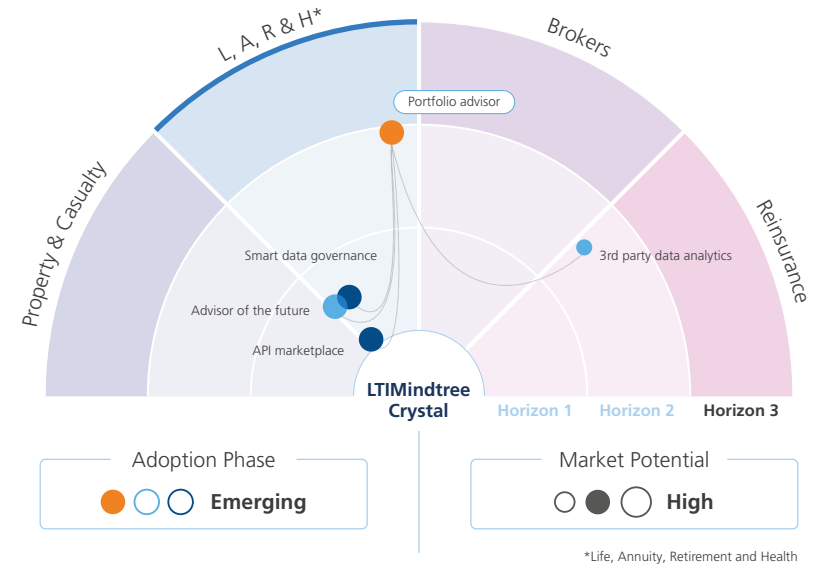 L, A, R & H*
Brokers
Property & Casualty
Reinsurance
Portfolio advisor
Smart data governance
3rd party data analytics
Advisor of the future
API marketplace
LTIMindtree
Crystal
Horizon 1
Horizon 2
Horizon 3
Adoption Phase
Emerging
Market Potential
High
*Life, Annuity, Retirement and Health